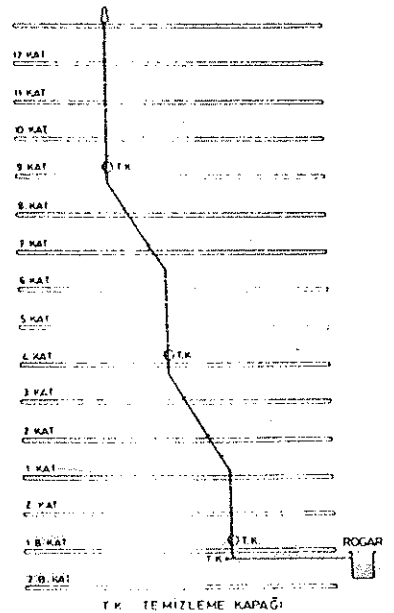 12 KAT
11 KAT
10 KAT
9 KAT
T.K.
8. KAT
7 KAT
6 KAT
5 KAT
4 KAT
T.K.
3 KAT
2 KAT
1 KAT
Z KAT
1 B. KAT
T.K.
T.K.
ROGAR
2 B. KAT
T.K. TEMİZLEME KAPAĞI